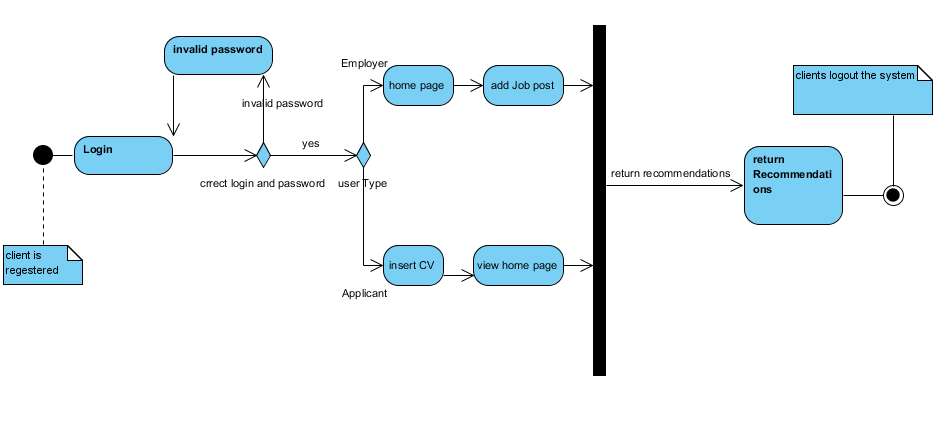 invalid password
invalid password
Login
yes
crrect login and password
user Type
client is
regestered
Employer
home page
add Job post
insert CV
view home page
Applicant
return recommendations
return
Recommendati
ons
clients logout the system